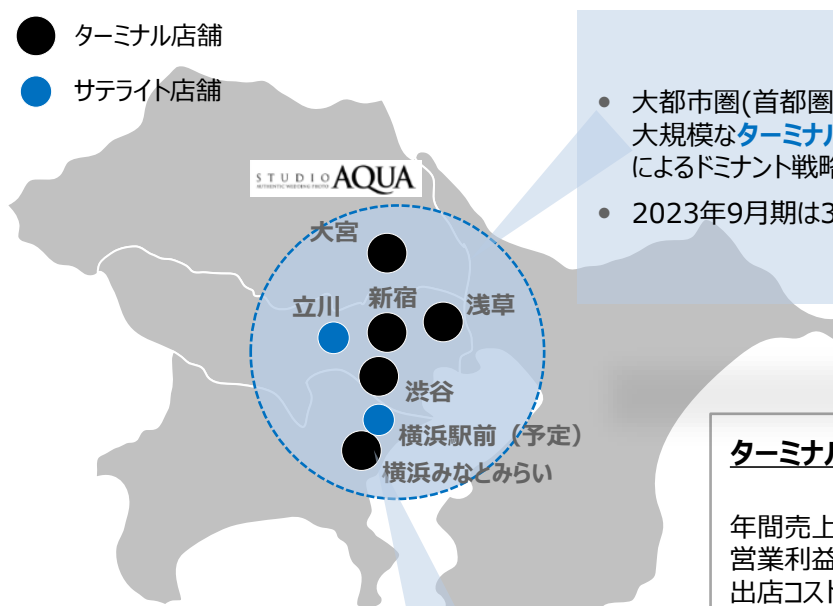 ターミナル店舗
サテライト店舗
STUDIO AQUA
AUTHENTIC WEDDING PHOTO
大宮
立川
新宿
浅草
渋谷
横浜駅前（予定）
横浜みなとみらい
• 大都市圏(首都圏
大規模なターミナル
によるドミナント戦略
• 2023年9月期は3
ターミナル
年間売上
営業利益
出店コスト